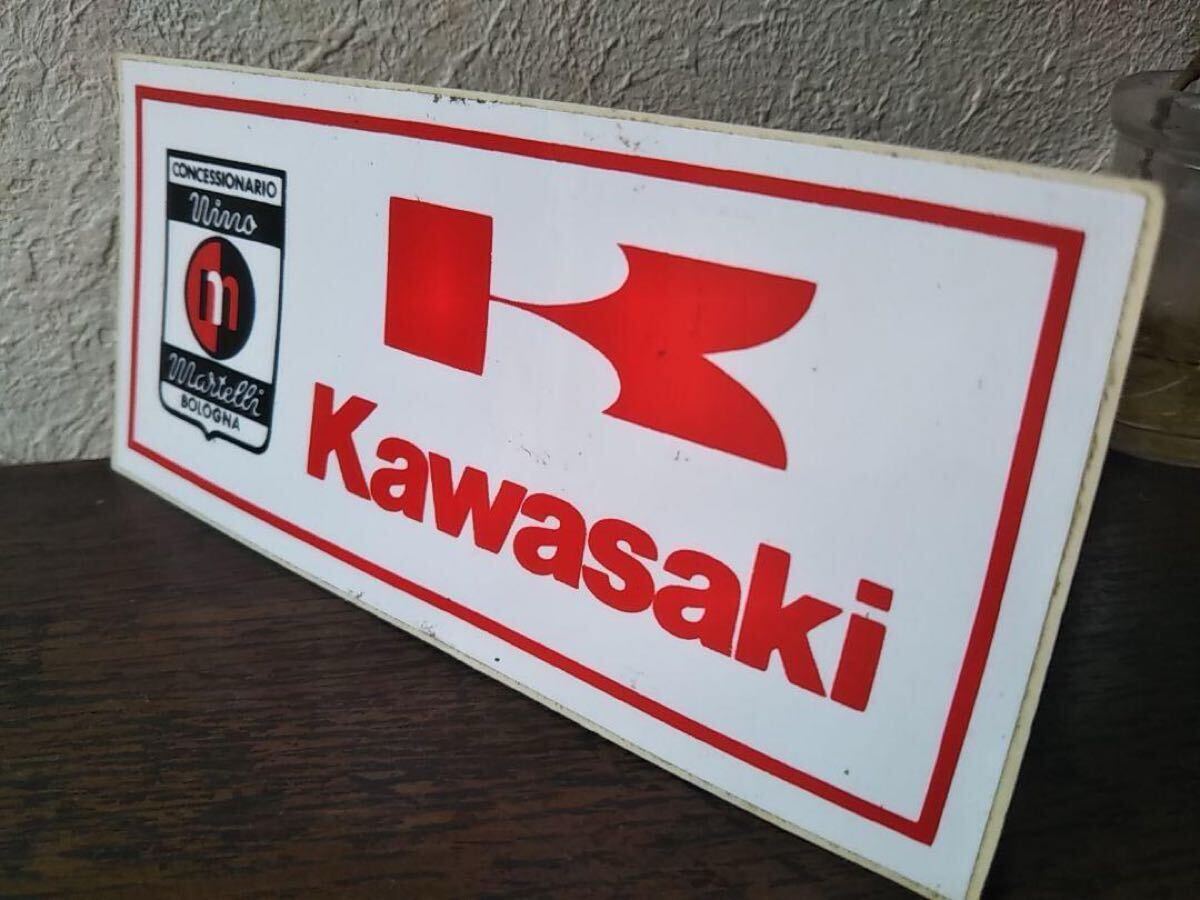 CONCESSIONARIO
Nino
m
Martelli
BOLOGNA
K
Kawasaki